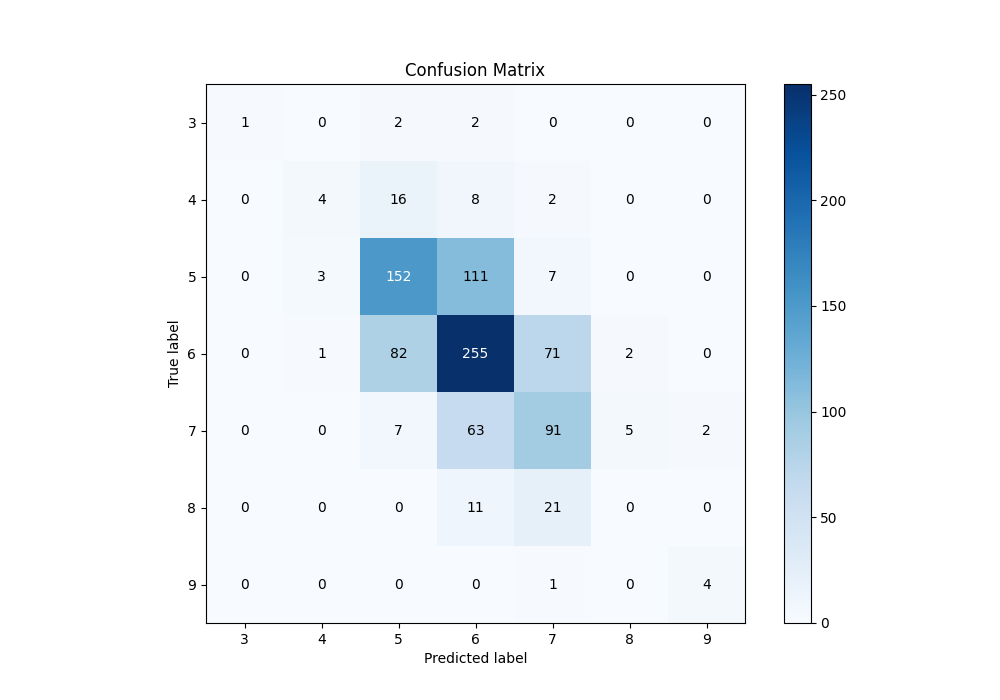 Confusion Matrix
True label
3 1 0 2 2 0 0 0
4 0 4 16 8 2 0 0
5 0 3 152 111 7 0 0
6 0 1 82 255 71 2 0
7 0 0 7 63 91 5 2
8 0 0 0 11 21 0 0
9 0 0 0 0 1 0 4
3 4 5 6 7 8 9
Predicted label
250
200
150
100
50
0